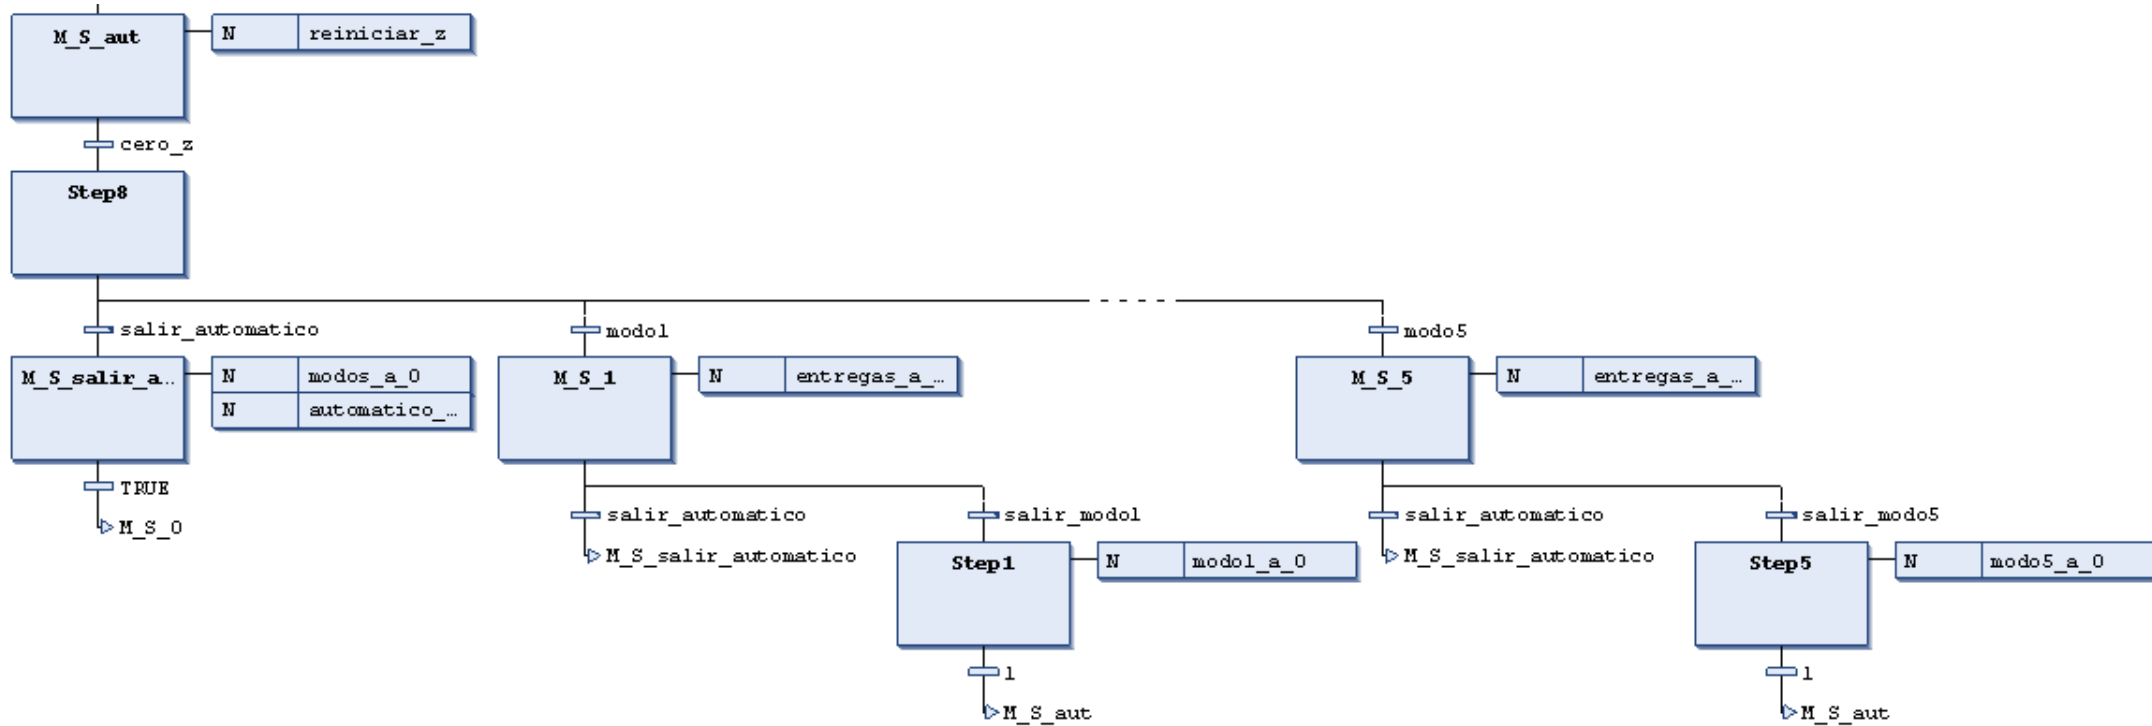 M_S_aut
N reiniciar_z
cero_z
Step8
salir_automatico
modo1
modo5
M_S_salir_a..
N modos_a_0
N automatico_…
M_S_1
N entregas_a_…
M_S_5
N entregas_a_…
TRUE
M_S_0
salir_automatico
salir_modo1
salir_automatico
salir_modo5
M_S_salir_automatico
Step1
N modo1_a_0
M_S_salir_automatico
Step5
N modo5_a_0
1
1
M_S_aut
M_S_aut